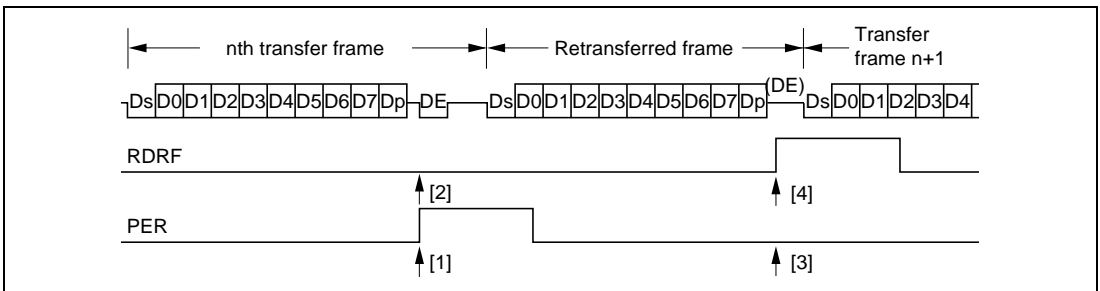 nth transfer frame
Retransferred frame
Transfer
frame n+1
Ds D0 D1 D2 D3 D4 D5 D6 D7 Dp DE Ds D0 D1 D2 D3 D4 D5 D6 D7 Dp (DE) Ds D0 D1 D2 D3 D4
RDRF
[2] [4]
PER
[1] [3]